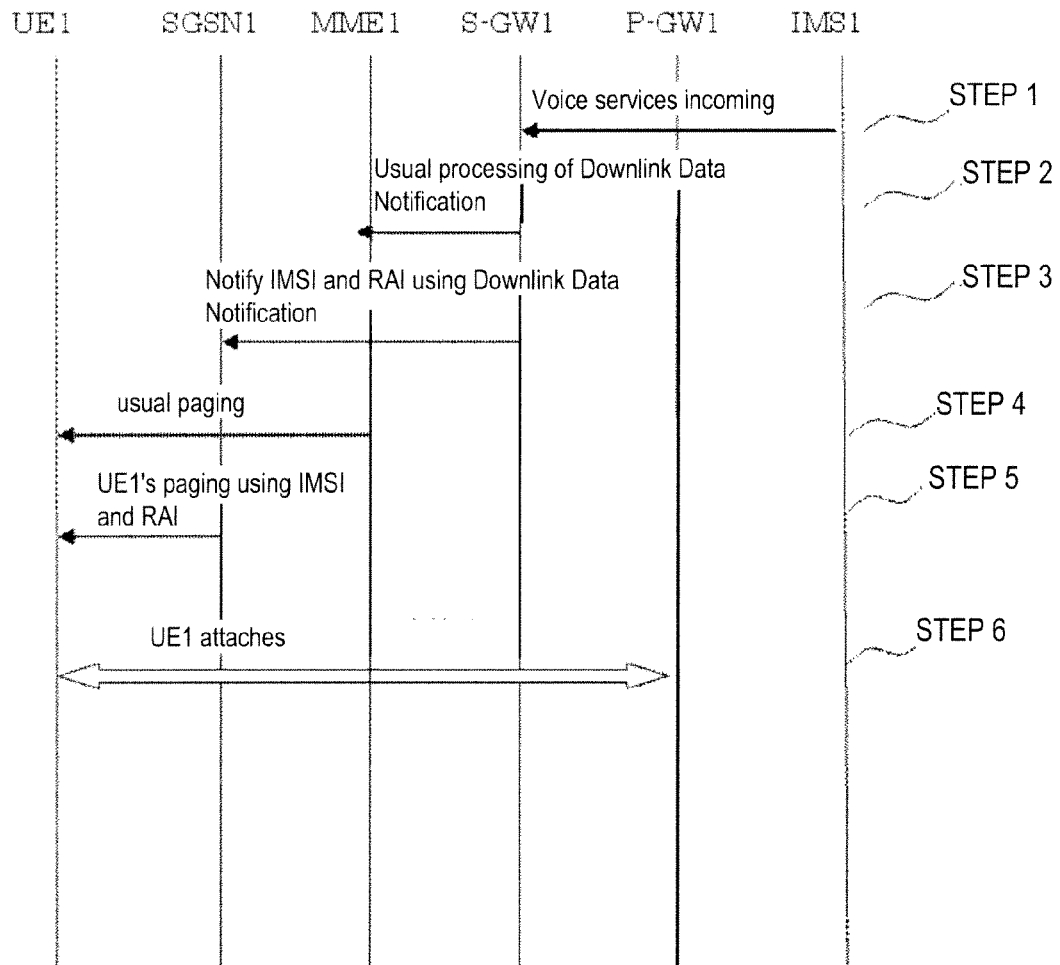 UE1 SGSN1 MME1 S-GW1 P-GW1 IMS1
Voice services incoming
STEP 1
Usual processing of Downlink Data
Notification
STEP 2
Notify IMSI and RAI using Downlink Data
Notification
STEP 3
usual paging
STEP 4
UE1's paging using IMSI
and RAI
STEP 5
UE1 attaches
STEP 6